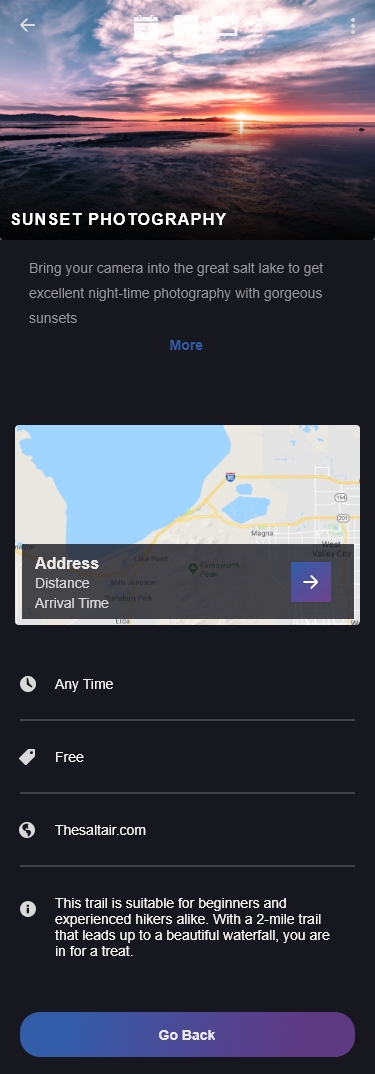 SUNSET PHOTOGRAPHY
Bring your camera into the great salt lake to get
excellent night-time photography with gorgeous
sunsets
More
80
154
201
Magna
West
Valley City
Address
Distance
Arrival Time
Lake Point
Mills Junction
Stansbury Park
Farnsworth
Peak
Erda
Any Time
Free
Thesaltair.com
This trail is suitable for beginners and
experienced hikers alike. With a 2-mile trail
that leads up to a beautiful waterfall, you are
in for a treat.
Go Back